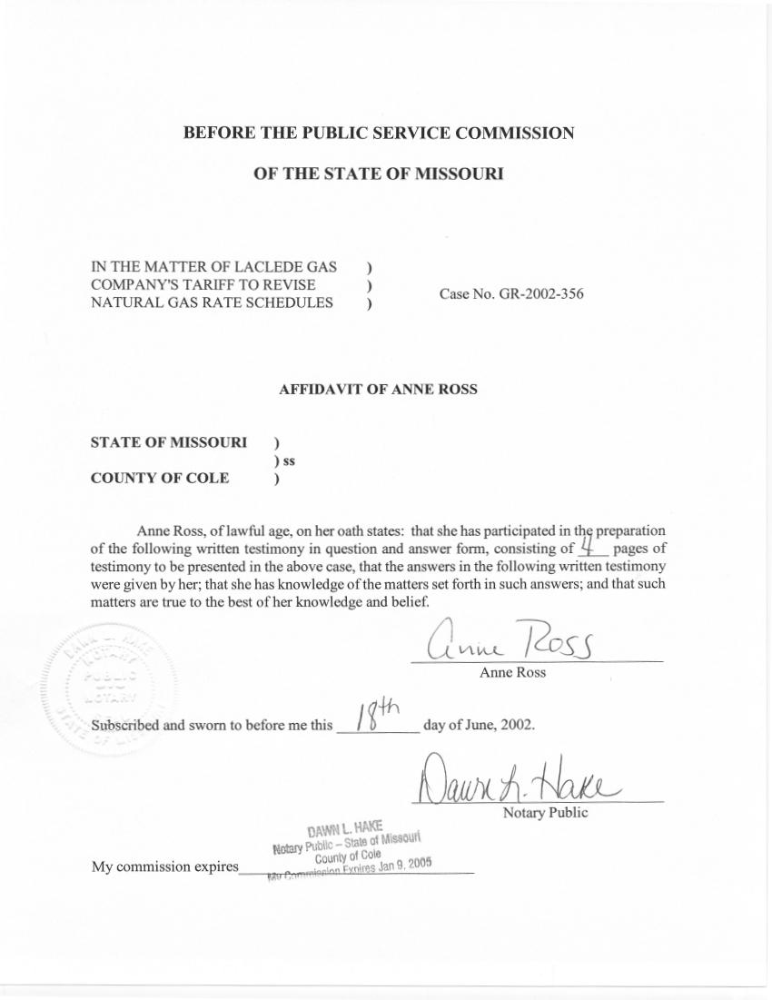 BEFORE THE PUBLIC SERVICE COMMISSION
OF THE STATE OF MISSOURI
IN THE MATTER OF LACLEDE GAS )
COMPANY'S TARIFF TO REVISE )
NATURAL GAS RATE SCHEDULES )
Case No. GR-2002-356
AFFIDAVIT OF ANNE ROSS
STATE OF MISSOURI )
) ss
COUNTY OF COLE )
Anne Ross, of lawful age, on her oath states: that she has participated in the preparation
of the following written testimony in question and answer form, consisting of 4 pages of
testimony to be presented in the above case, that the answers in the following written testimony
were given by her; that she has knowledge of the matters set forth in such answers; and that such
matters are true to the best of her knowledge and belief.
Anne Ross
Anne Ross
DAWN L. HAKE
NOTARY
PUBLIC
NOTARY
STATE OF
Subscribed and sworn to before me this 18th day of June, 2002.
Dawn L. Hake
Notary Public
DAWN L. HAKE
Notary Public – State of Missouri
County of Cole
My Commission Expires Jan 9, 2005
My commission expires